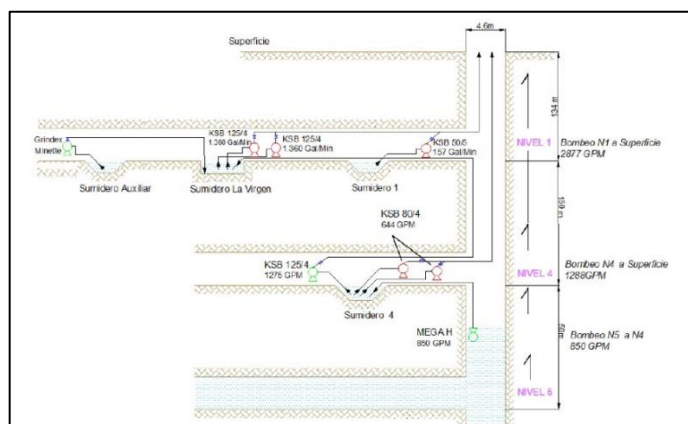 4.6m
Superficie
134 m
KSB 125/4
1.360 Gal/Min
KSB 125/4
1.360 Gal/Min
KSB 50/5
157 Gal/Min
Grindex
Minette
NIVEL 1
Bombeo N1 a Superficie
2877 GPM
Sumidero Auxiliar
Sumidero La Virgen
Sumidero 1
KSB 80/4
644 GPM
KSB 125/4
1276 GPM
NIVEL 4
Bombeo N4 a Superficie
1288GPM
Sumidero 4
MEGA H
850 GPM
Bombeo N5 a N4
850 GPM
NIVEL 5